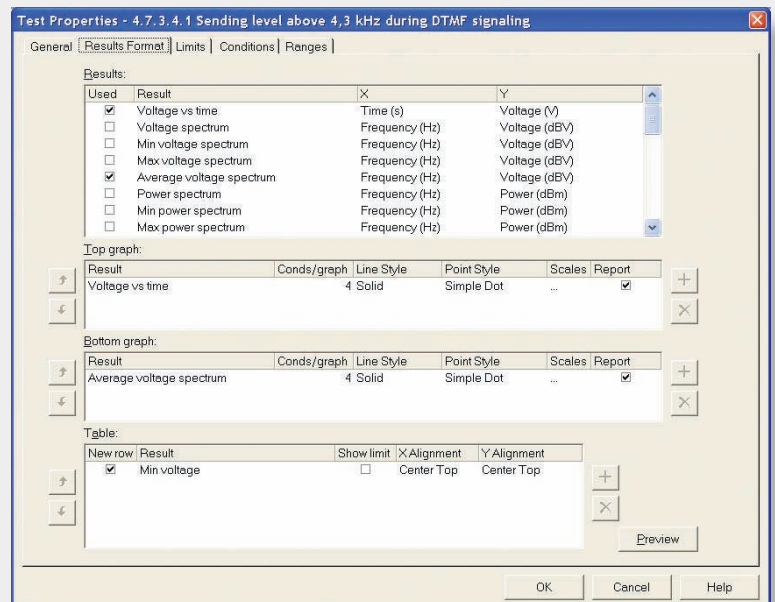 Test Properties - 4.7.3.4.1 Sending level above 4,3 kHz during DTMF signaling
General Results Format Limits Conditions Ranges
Results:
Used Result X Y
Voltage vs time Time (s) Voltage (V)
Voltage spectrum Frequency (Hz) Voltage (dBV)
Min voltage spectrum Frequency (Hz) Voltage (dBV)
Max voltage spectrum Frequency (Hz) Voltage (dBV)
Average voltage spectrum Frequency (Hz) Voltage (dBV)
Power spectrum Frequency (Hz) Power (dBm)
Min power spectrum Frequency (Hz) Power (dBm)
Max power spectrum Frequency (Hz) Power (dBm)
Top graph:
Result Conds/graph Line Style Point Style Scales Report
Voltage vs time 4 Solid Simple Dot ...
Bottom graph:
Result Conds/graph Line Style Point Style Scales Report
Average voltage spectrum 4 Solid Simple Dot ...
Table:
New row Result Show limit X Alignment Y Alignment
Min voltage Center Top Center Top
Preview
OK Cancel Help